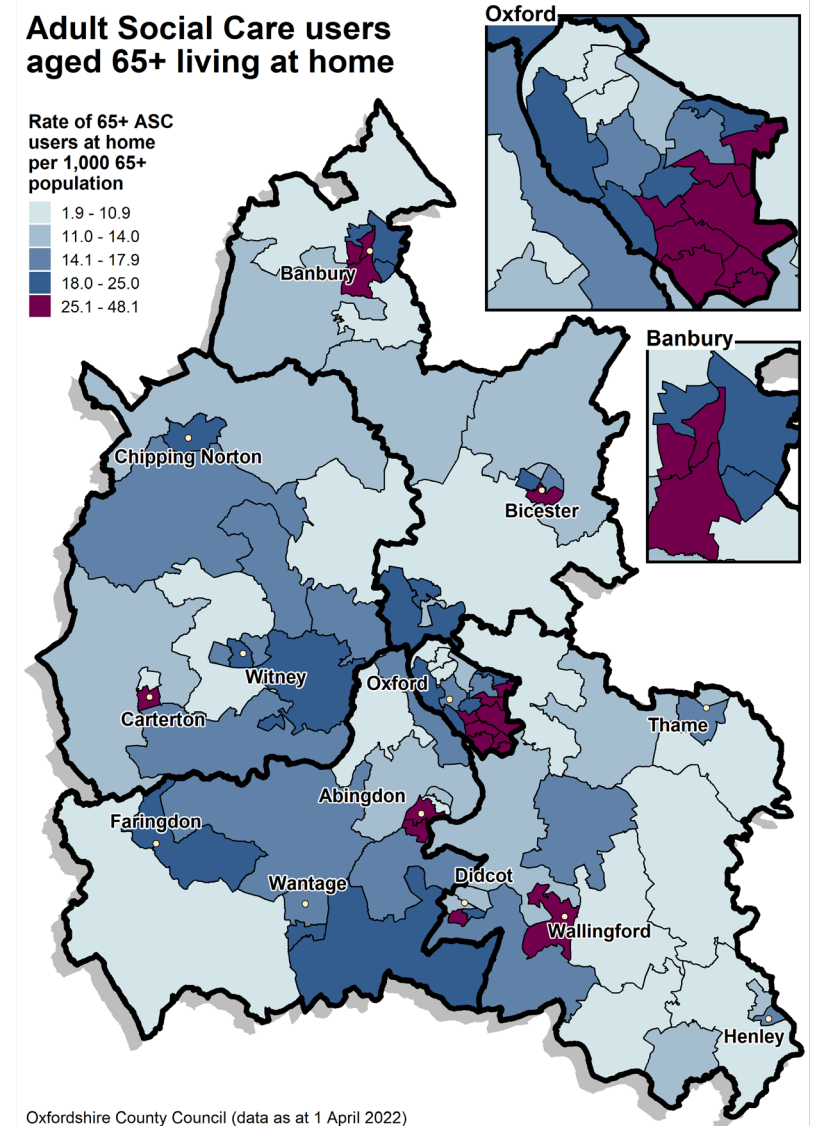 Adult Social Care users
aged 65+ living at home
Rate of 65+ ASC
users at home
per 1,000 65+
population
1.9 - 10.9
11.0 - 14.0
14.1 - 17.9
18.0 - 25.0
25.1 - 48.1
Oxford
Banbury
Banbury
Chipping Norton
Bicester
Witney
Oxford
Carterton
Thame
Abingdon
Faringdon
Didcot
Wantage
Wallingford
Henley
Oxfordshire County Council (data as at 1 April 2022)